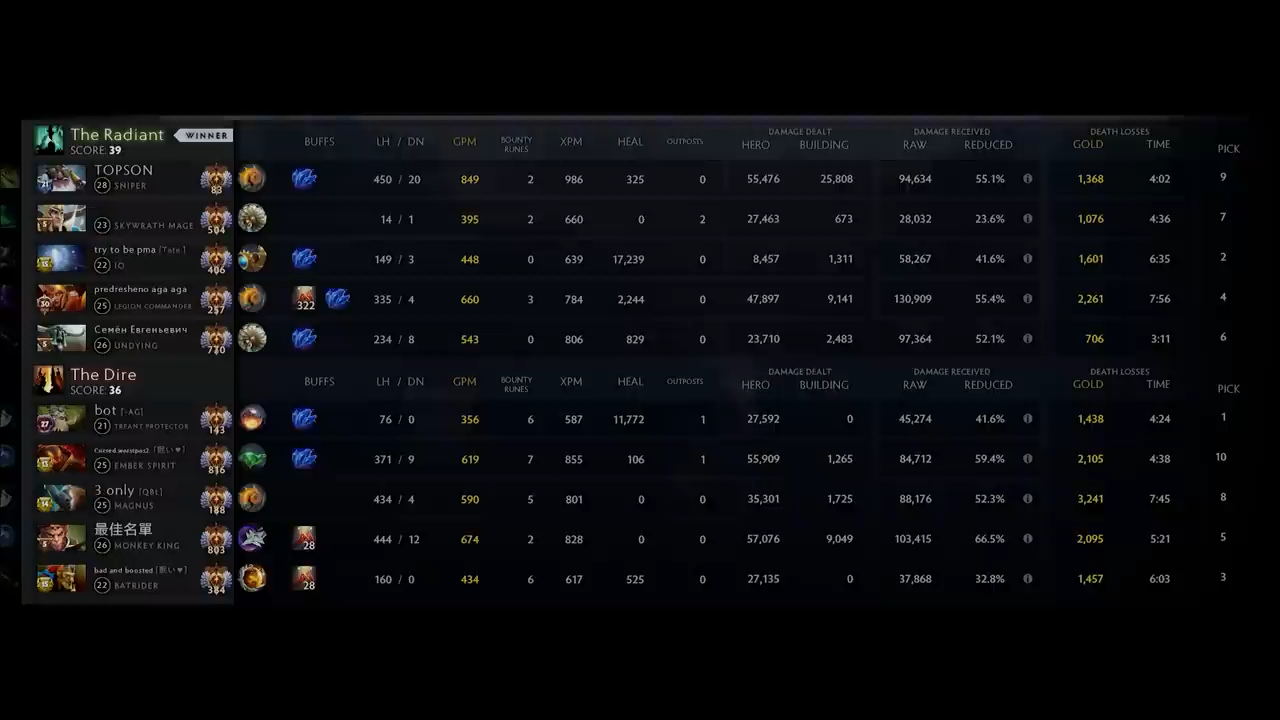 The Radiant WINNER
SCORE: 39
BUFFS LH / DN GPM BOUNTY RUNES XPM HEAL OUTPOSTS DAMAGE DEALT HERO BUILDING DAMAGE RECEIVED RAW REDUCED DEATH LOSSES GOLD TIME PICK
TOPSON
28 SNIPER 83 450 / 20 849 2 986 325 0 55,476 25,808 94,634 55.1% 1,368 4:02 9
23 SKYWRATH MAGE 504 14 / 1 395 2 660 0 2 27,463 673 28,032 23.6% 1,076 4:36 7
try to be pma [Tate]
22 IO 406 149 / 3 448 0 639 17,239 0 8,457 1,311 58,267 41.6% 1,601 6:35 2
predresheno aga aga
25 LEGION COMMANDER 257 322 335 / 4 660 3 784 2,244 0 47,897 9,141 130,909 55.4% 2,261 7:56 4
Семён Евгеньевич
26 UNDYING 234 / 8 543 0 806 829 0 23,710 2,483 97,364 52.1% 706 3:11 6
The Dire
SCORE: 36
BUFFS LH / DN GPM BOUNTY RUNES XPM HEAL OUTPOSTS DAMAGE DEALT HERO BUILDING DAMAGE RECEIVED RAW REDUCED DEATH LOSSES GOLD TIME PICK
bot [-AG]
21 TREANT PROTECTOR 143 76 / 0 356 6 587 11,772 1 27,592 0 45,274 41.6% 1,438 4:24 1
25 EMBER SPIRIT 816 371 / 9 619 7 855 106 1 55,909 1,265 84,712 59.4% 2,105 4:38 10
3 only [QBL]
25 MAGNUS 188 434 / 4 590 5 801 0 0 35,301 1,725 88,176 52.3% 3,241 7:45 8
最佳名單
26 MONKEY KING 803 28 444 / 12 674 2 828 0 0 57,076 9,049 103,415 66.5% 2,095 5:21 5
bad and boosted [眠い♥]
22 BATRIDER 384 28 160 / 0 434 6 617 525 0 27,135 0 37,868 32.8% 1,457 6:03 3